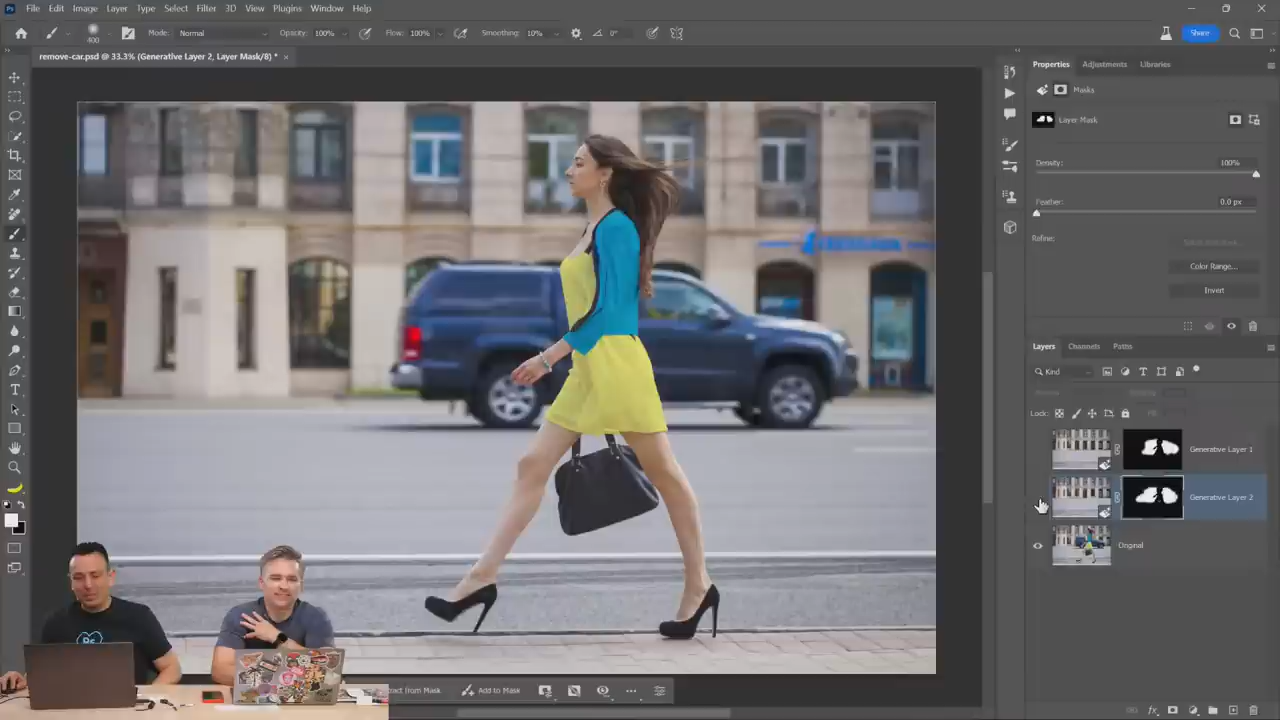 Ps File Edit Image Layer Type Select Filter 3D View Plugins Window Help
400 Mode: Normal Opacity: 100% Flow: 100% Smoothing: 10% 0° Share
remove-car.psd @ 33.3% (Generative Layer 2, Layer Mask/8) * ×
Properties Adjustments Libraries
Masks
Layer Mask
Density: 100%
Feather: 0.0 px
Refine:
Color Range...
Invert
Layers Channels Paths
Kind
Lock:
Generative Layer 1
Generative Layer 2
Original
Add to Mask
fx